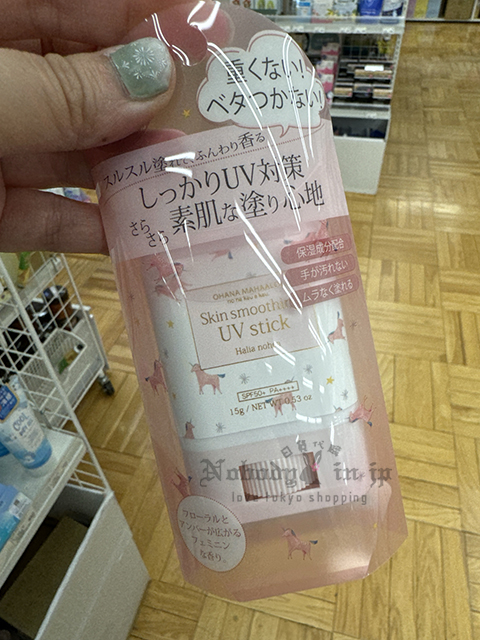 重くない!
ベタつかない!
スルスル塗れて、ふんわり香る
しっかりUV対策
さらさら
素肌な塗り心地
保湿成分配合
手が汚れない
ムラなく塗れる
OHANA MAHAALO
Skin smoothing
UV stick
Halia nohea
SPF50+ PA++++
15g / NET WT 0.53 oz
Nobody in jp
love tokyo shopping
フローラルと
アンバーが広がる
フェミニン
な香り。